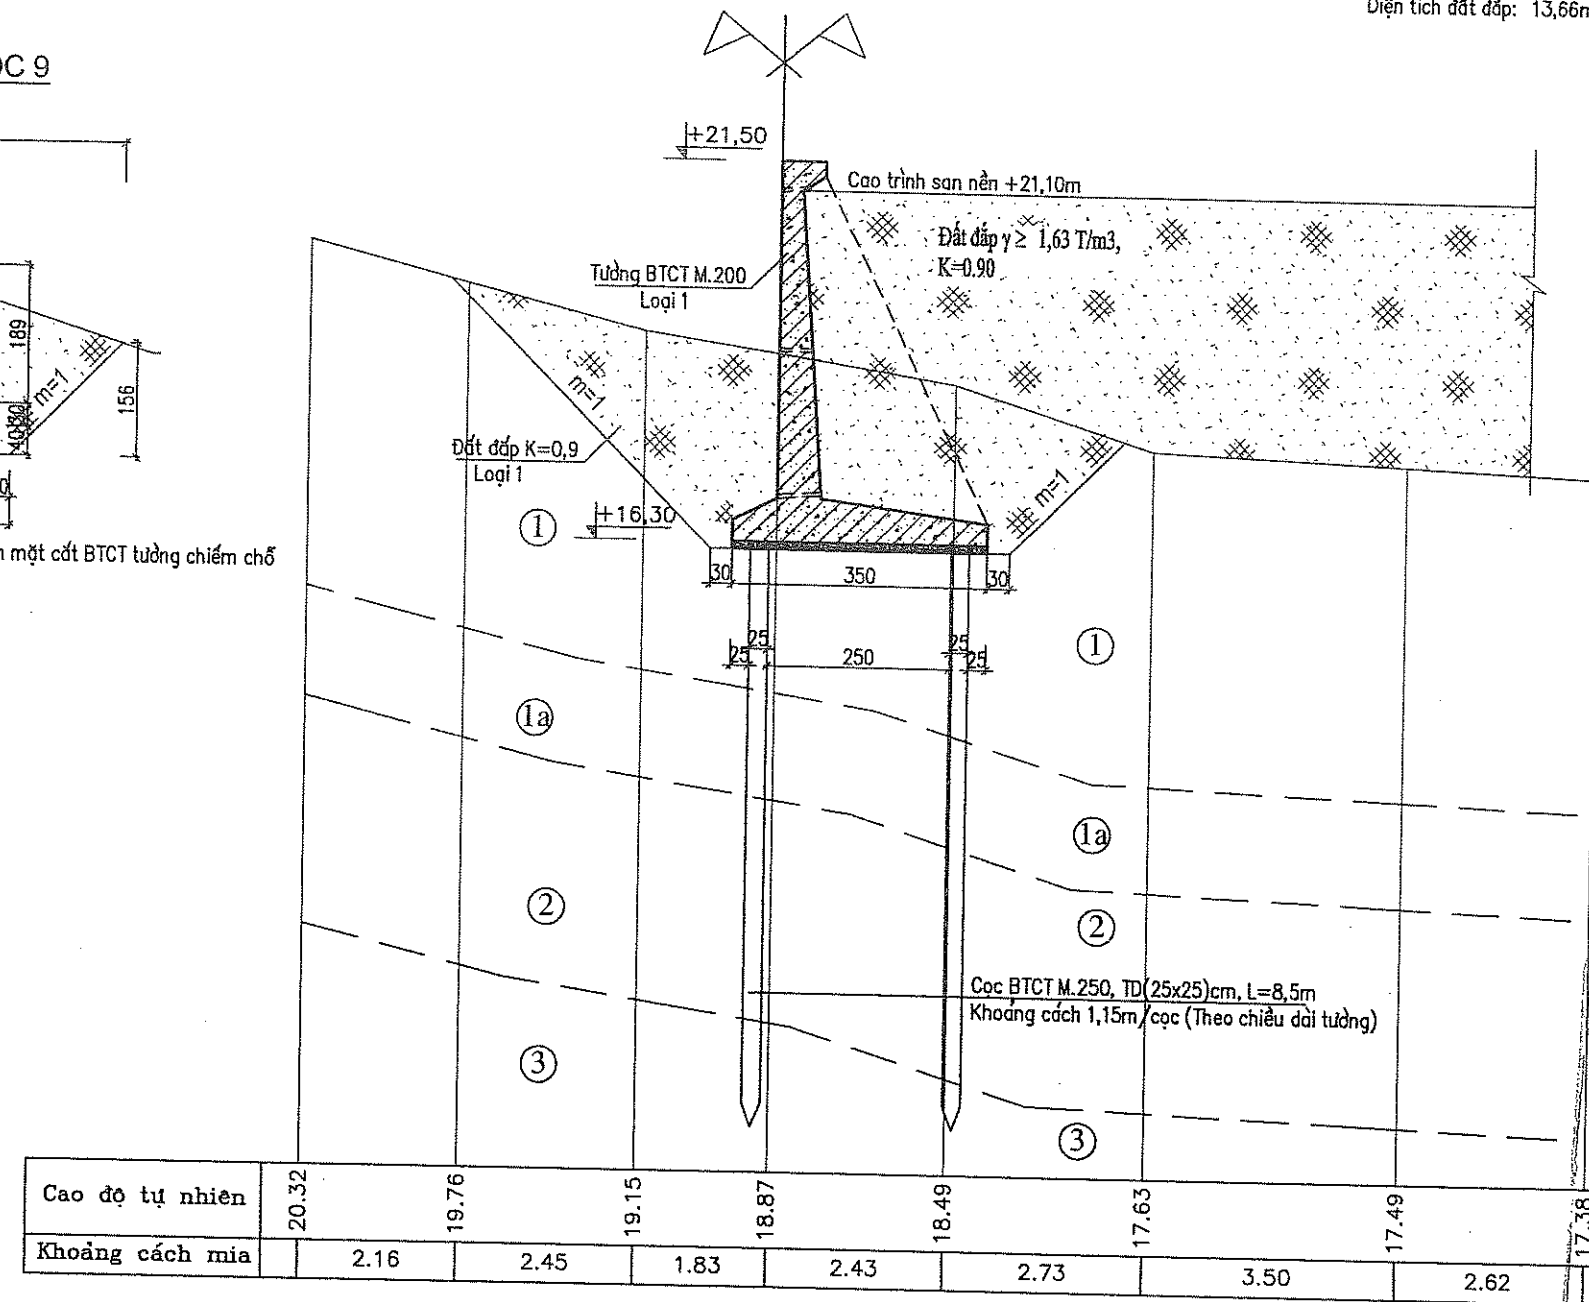 Diện tích đất đắp: 13,66m
ỌC 9
+21,50
Cao trình san nền +21,10m
Đất đắp γ ≥ 1,63 T/m3,
K=0.90
Tường BTCT M.200
Loại 1
189
m=1
156
40
30
m=1
Đất đắp K=0,9
Loại 1
m=1
+16,30
1
mặt cắt BTCT tường chiếm chỗ
30
350
30
25
25
250
25
25
1
1a
1a
2
2
Cọc BTCT M.250, TD(25x25)cm, L=8,5m
Khoảng cách 1,15m/cọc (Theo chiều dài tường)
3
3
Cao độ tự nhiên 20.32 19.76 19.15 18.87 18.49 17.63 17.49 17.38
Khoảng cách mia 2.16 2.45 1.83 2.43 2.73 3.50 2.62